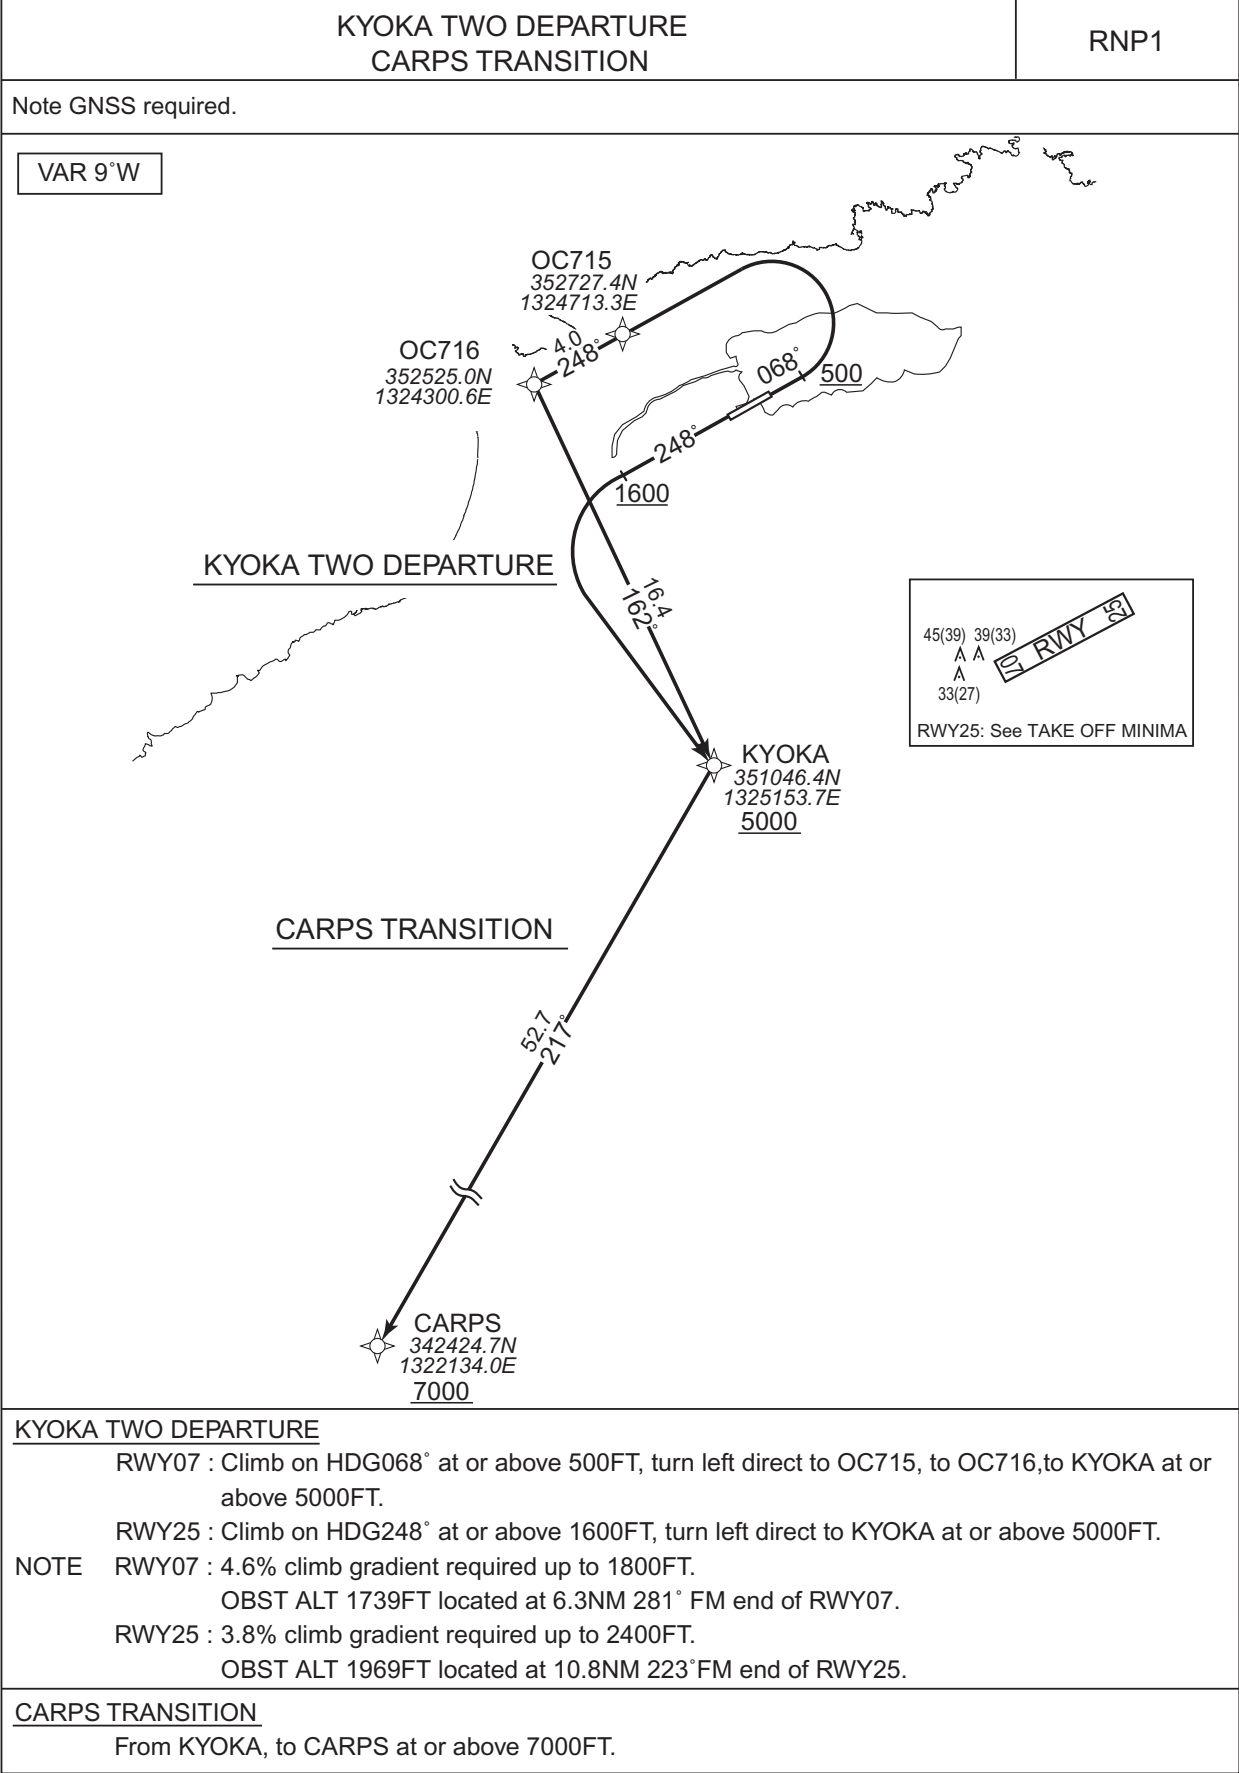 KYOKA TWO DEPARTURE
CARPS TRANSITION
RNP1
Note GNSS required.
VAR 9˚W
OC715
352727.4N
1324713.3E
4.0
248˚
OC716
352525.0N
1324300.6E
068˚
500
248˚
1600
KYOKA TWO DEPARTURE
16.4
162˚
45(39) 39(33)
33(27)
07 RWY 25
RWY25: See TAKE OFF MINIMA
KYOKA
351046.4N
1325153.7E
5000
CARPS TRANSITION
52.7
217˚
CARPS
342424.7N
1322134.0E
7000
KYOKA TWO DEPARTURE
RWY07 : Climb on HDG068˚ at or above 500FT, turn left direct to OC715, to OC716,to KYOKA at or
above 5000FT.
RWY25 : Climb on HDG248˚ at or above 1600FT, turn left direct to KYOKA at or above 5000FT.
NOTE RWY07 : 4.6% climb gradient required up to 1800FT.
OBST ALT 1739FT located at 6.3NM 281˚ FM end of RWY07.
RWY25 : 3.8% climb gradient required up to 2400FT.
OBST ALT 1969FT located at 10.8NM 223˚FM end of RWY25.
CARPS TRANSITION
From KYOKA, to CARPS at or above 7000FT.